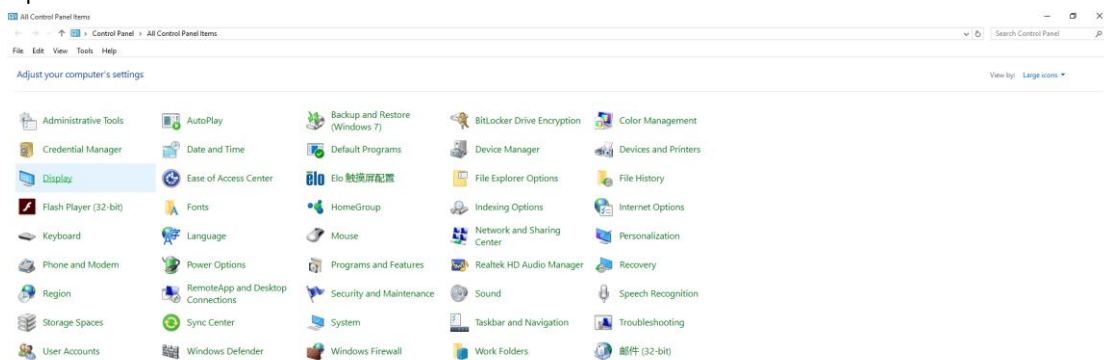 All Control Panel Items
Control Panel › All Control Panel Items
Search Control Panel
File Edit View Tools Help
Adjust your computer's settings
View by: Large icons
Administrative Tools
AutoPlay
Backup and Restore
(Windows 7)
BitLocker Drive Encryption
Color Management
Credential Manager
Date and Time
Default Programs
Device Manager
Devices and Printers
Display
Ease of Access Center
elo
Elo 触摸屏配置
File Explorer Options
File History
Flash Player (32-bit)
Fonts
HomeGroup
Indexing Options
Internet Options
Keyboard
Language
Mouse
Network and Sharing
Center
Personalization
Phone and Modem
Power Options
Programs and Features
Realtek HD Audio Manager
Recovery
Region
RemoteApp and Desktop
Connections
Security and Maintenance
Sound
Speech Recognition
Storage Spaces
Sync Center
System
Taskbar and Navigation
Troubleshooting
User Accounts
Windows Defender
Windows Firewall
Work Folders
邮件 (32-bit)